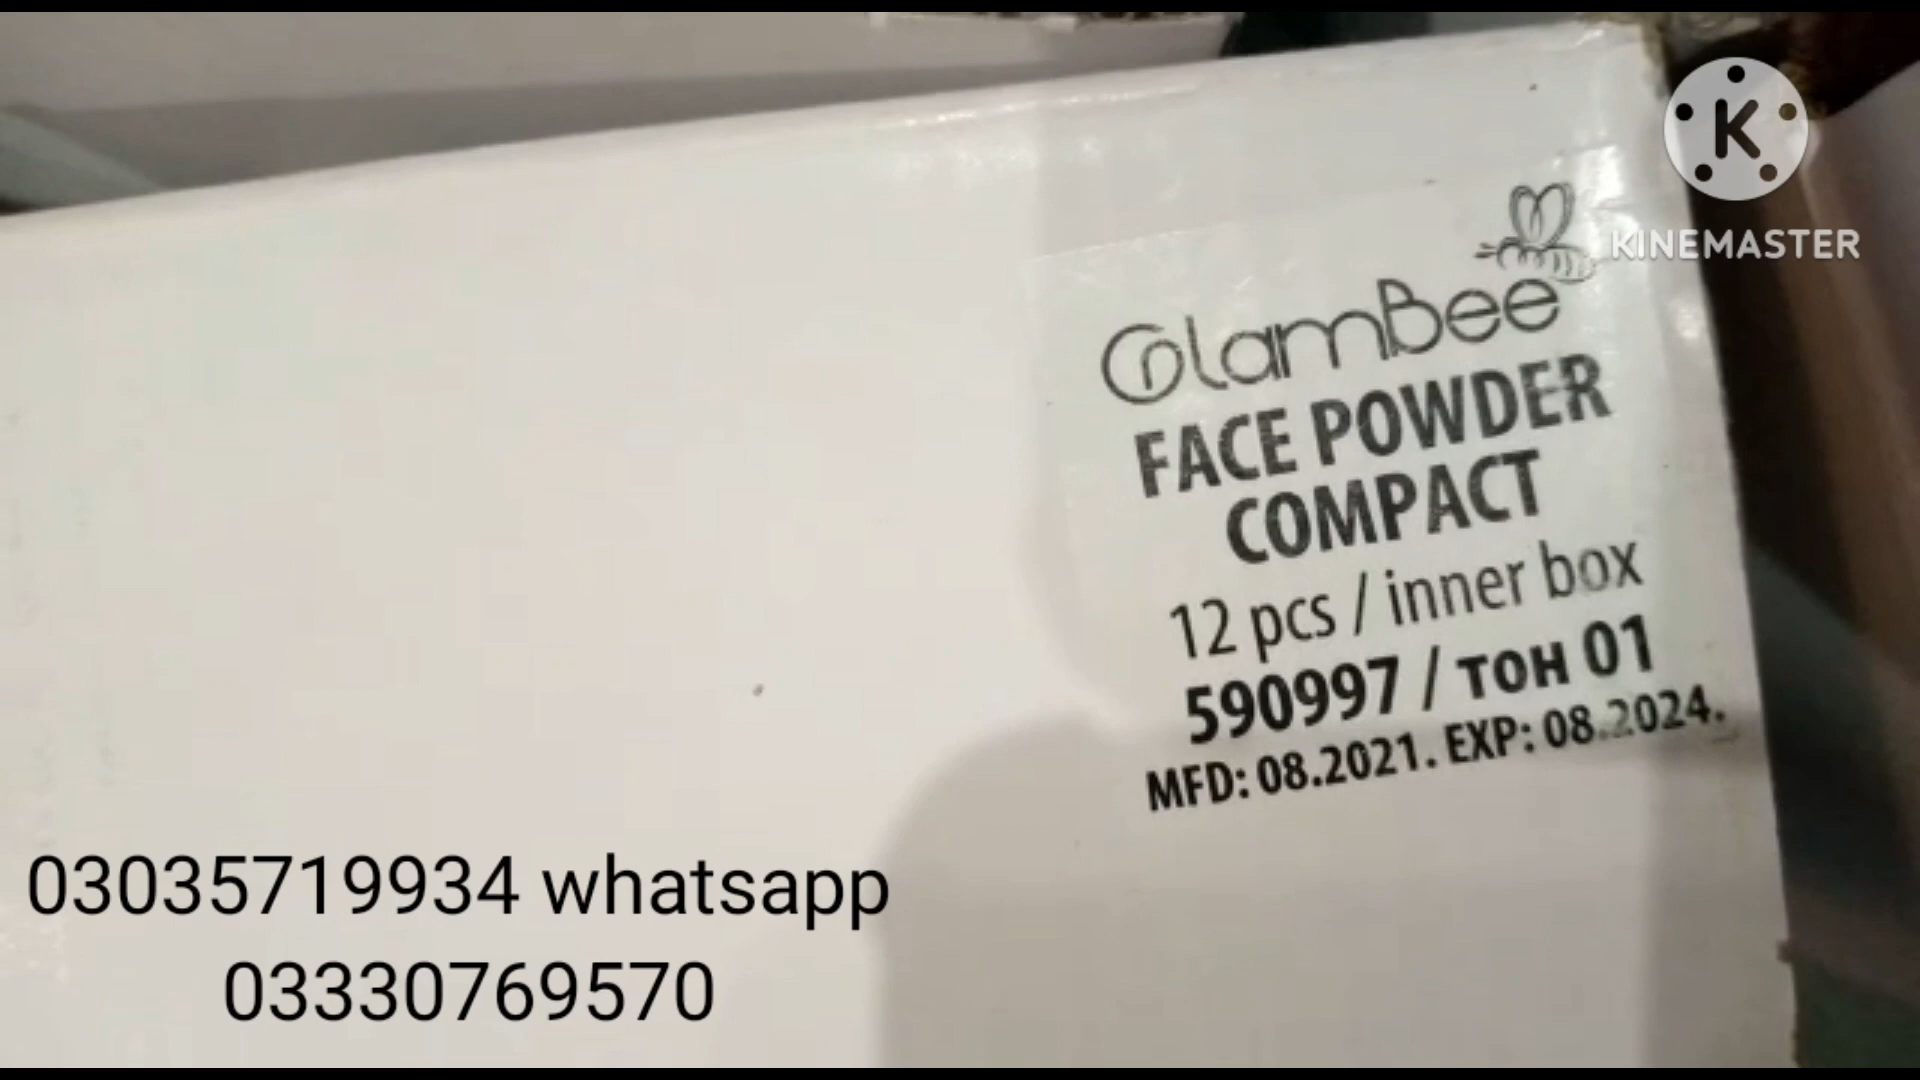 K
KINEMASTER
GlamBee
FACE POWDER
COMPACT
12 pcs / inner box
590997 / тон 01
MFD: 08.2021. EXP: 08.2024.
03035719934 whatsapp
03330769570